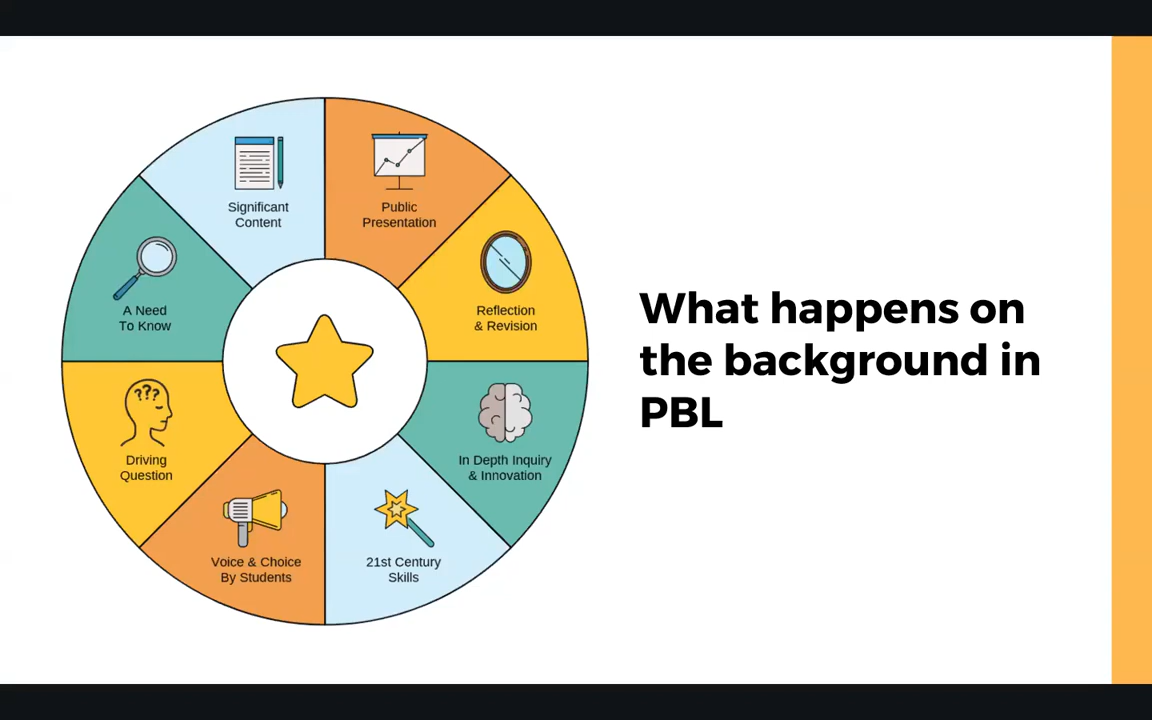 Significant
Content
Public
Presentation
A Need
To Know
Reflection
& Revision
Driving
Question
???
In Depth Inquiry
& Innovation
Voice & Choice
By Students
21st Century
Skills
What happens on
the background in
PBL